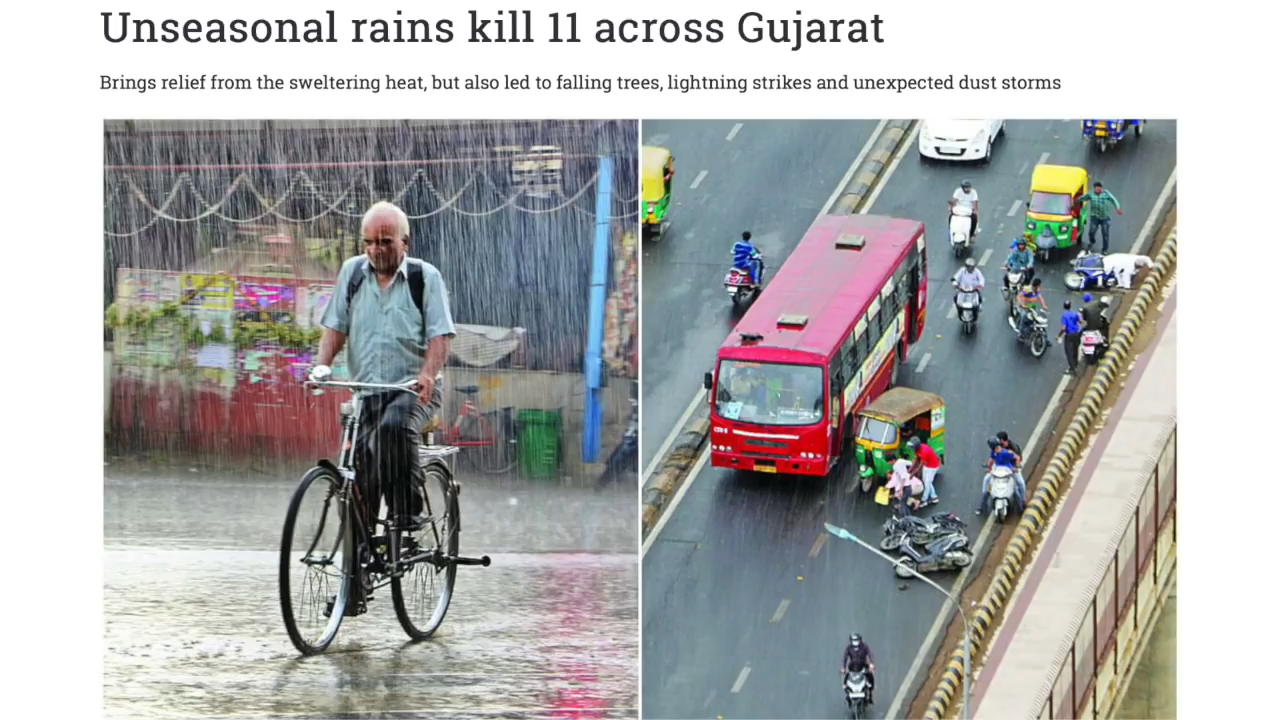 Unseasonal rains kill 11 across Gujarat
Brings relief from the sweltering heat, but also led to falling trees, lightning strikes and unexpected dust storms